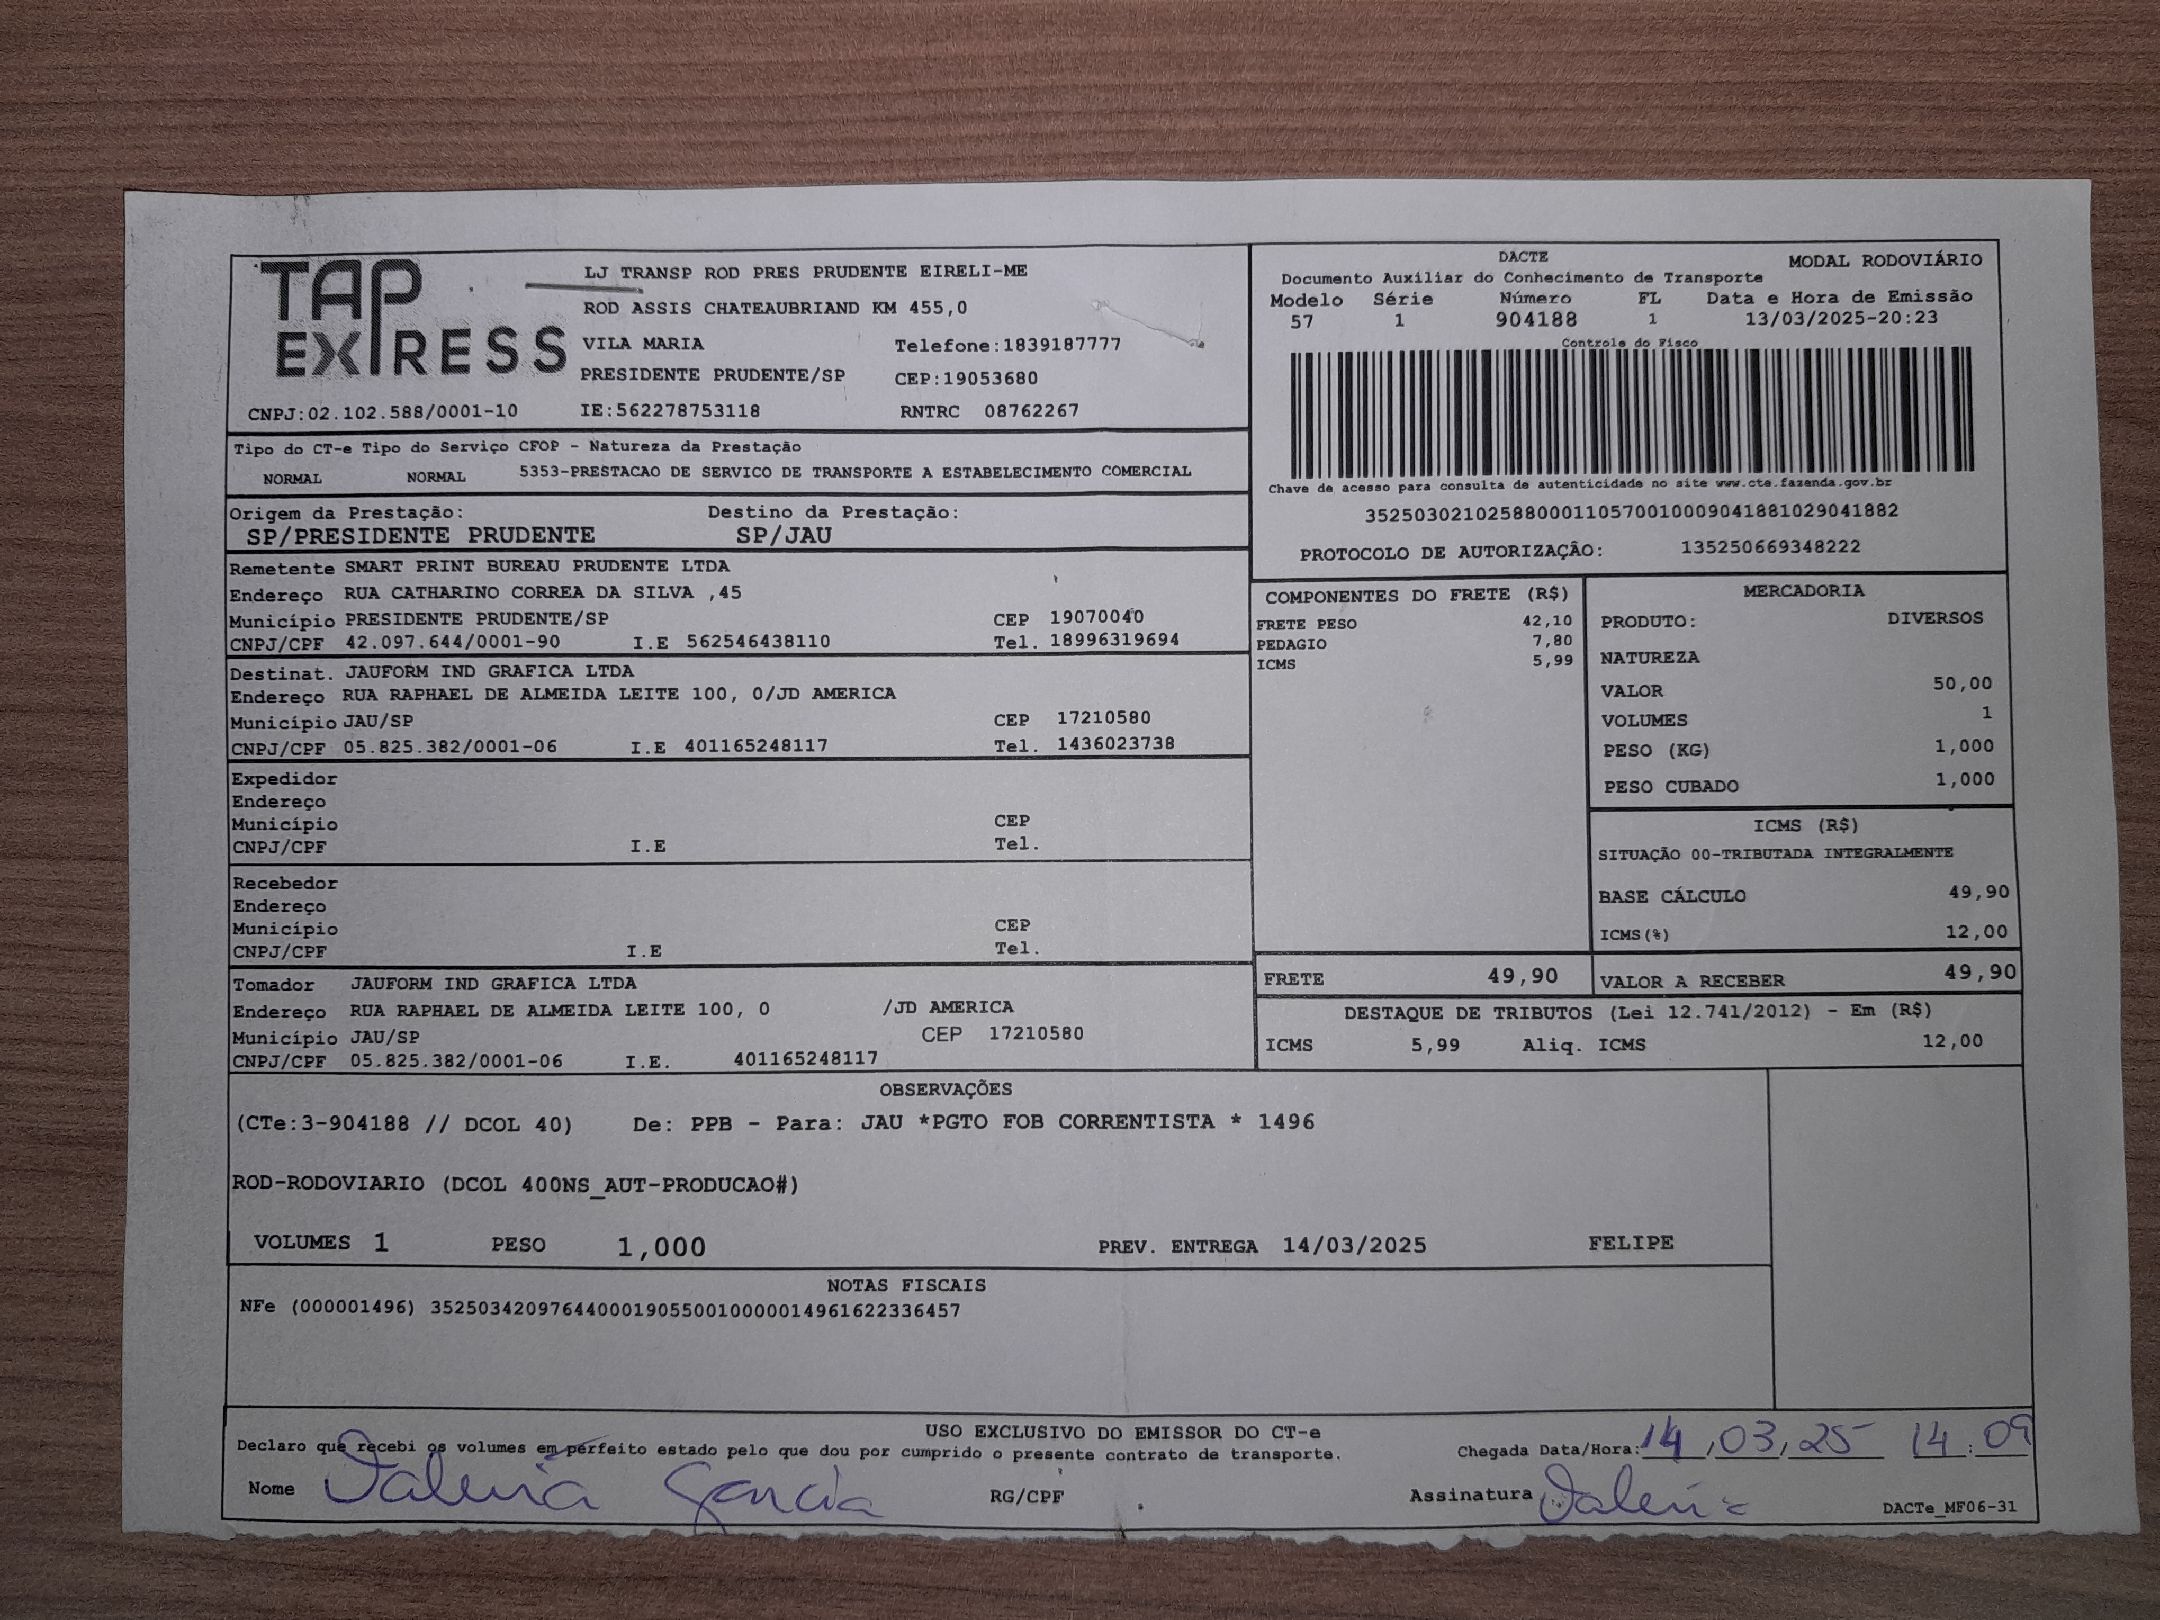 TAP
EXPRESS
LJ TRANSP ROD PRES PRUDENTE EIRELI-ME
ROD ASSIS CHATEAUBRIAND KM 455,0
VILA MARIA Telefone:1839187777
PRESIDENTE PRUDENTE/SP CEP:19053680
CNPJ:02.102.588/0001-10 IE:562278753118 RNTRC 08762267
DACTE MODAL RODOVIÁRIO
Documento Auxiliar do Conhecimento de Transporte
Modelo Série Número FL Data e Hora de Emissão
57 1 904188 1 13/03/2025-20:23
Controle do Fisco
Chave de acesso para consulta de autenticidade no site www.cte.fazenda.gov.br
35250302102588000110570010009041881029041882
PROTOCOLO DE AUTORIZAÇÃO: 135250669348222
Tipo do CT-e Tipo do Serviço CFOP - Natureza da Prestação
NORMAL NORMAL 5353-PRESTACAO DE SERVICO DE TRANSPORTE A ESTABELECIMENTO COMERCIAL
Origem da Prestação: Destino da Prestação:
SP/PRESIDENTE PRUDENTE SP/JAU
Remetente SMART PRINT BUREAU PRUDENTE LTDA
Endereço RUA CATHARINO CORREA DA SILVA ,45
Município PRESIDENTE PRUDENTE/SP CEP 19070040
CNPJ/CPF 42.097.644/0001-90 I.E 562546438110 Tel. 18996319694
Destinat. JAUFORM IND GRAFICA LTDA
Endereço RUA RAPHAEL DE ALMEIDA LEITE 100, 0/JD AMERICA
Município JAU/SP CEP 17210580
CNPJ/CPF 05.825.382/0001-06 I.E 401165248117 Tel. 1436023738
Expedidor
Endereço
Município CEP
CNPJ/CPF I.E Tel.
Recebedor
Endereço
Município CEP
CNPJ/CPF I.E Tel.
Tomador JAUFORM IND GRAFICA LTDA
Endereço RUA RAPHAEL DE ALMEIDA LEITE 100, 0 /JD AMERICA
Município JAU/SP CEP 17210580
CNPJ/CPF 05.825.382/0001-06 I.E. 401165248117
COMPONENTES DO FRETE (R$)
FRETE PESO 42,10
PEDAGIO 7,80
ICMS 5,99
FRETE 49,90
MERCADORIA
PRODUTO: DIVERSOS
NATUREZA
VALOR 50,00
VOLUMES 1
PESO (KG) 1,000
PESO CUBADO 1,000
ICMS (R$)
SITUAÇÃO 00-TRIBUTADA INTEGRALMENTE
BASE CÁLCULO 49,90
ICMS(%) 12,00
VALOR A RECEBER 49,90
DESTAQUE DE TRIBUTOS (Lei 12.741/2012) - Em (R$)
ICMS 5,99 Aliq. ICMS 12,00
OBSERVAÇÕES
(CTe:3-904188 // DCOL 40) De: PPB - Para: JAU *PGTO FOB CORRENTISTA * 1496
ROD-RODOVIARIO (DCOL 400NS_AUT-PRODUCAO#)
VOLUMES 1 PESO 1,000 PREV. ENTREGA 14/03/2025 FELIPE
NOTAS FISCAIS
NFe (000001496) 35250342097644000190550010000014961622336457
USO EXCLUSIVO DO EMISSOR DO CT-e
Declaro que recebi os volumes em perfeito estado pelo que dou por cumprido o presente contrato de transporte. Chegada Data/Hora: 14,03,25 14:09
Nome Valeria Garcia RG/CPF Assinatura Valeria DACTe_MF06-31